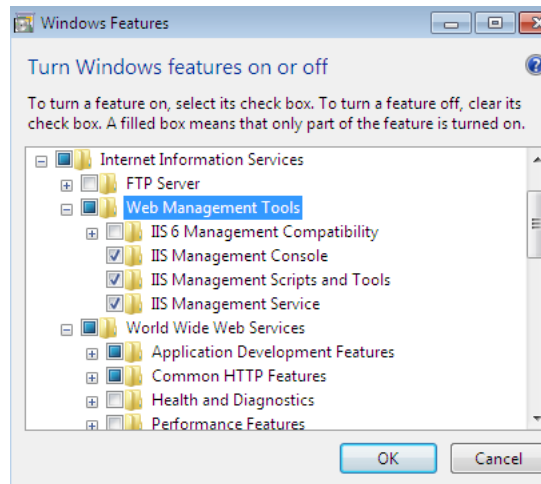 Windows Features
Turn Windows features on or off
To turn a feature on, select its check box. To turn a feature off, clear its
check box. A filled box means that only part of the feature is turned on.
Internet Information Services
FTP Server
Web Management Tools
IIS 6 Management Compatibility
IIS Management Console
IIS Management Scripts and Tools
IIS Management Service
World Wide Web Services
Application Development Features
Common HTTP Features
Health and Diagnostics
Performance Features
OK Cancel